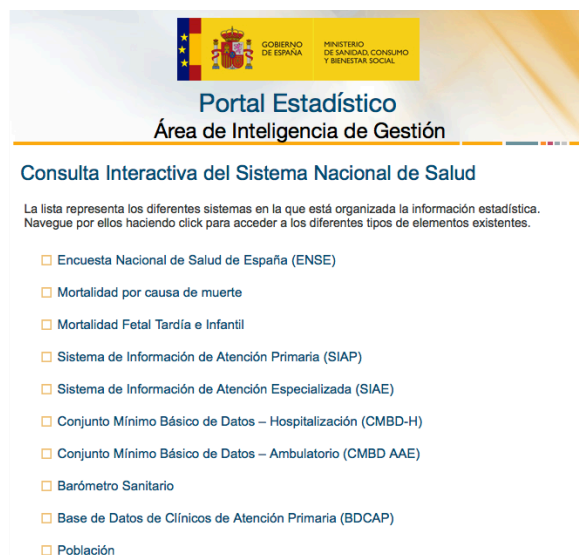 GOBIERNO
DE ESPAÑA
MINISTERIO
DE SANIDAD, CONSUMO
Y BIENESTAR SOCIAL
Portal Estadístico
Área de Inteligencia de Gestión
Consulta Interactiva del Sistema Nacional de Salud
La lista representa los diferentes sistemas en la que está organizada la información estadística.
Navegue por ellos haciendo click para acceder a los diferentes tipos de elementos existentes.
Encuesta Nacional de Salud de España (ENSE)
Mortalidad por causa de muerte
Mortalidad Fetal Tardía e Infantil
Sistema de Información de Atención Primaria (SIAP)
Sistema de Información de Atención Especializada (SIAE)
Conjunto Mínimo Básico de Datos – Hospitalización (CMBD-H)
Conjunto Mínimo Básico de Datos – Ambulatorio (CMBD AAE)
Barómetro Sanitario
Base de Datos de Clínicos de Atención Primaria (BDCAP)
Población